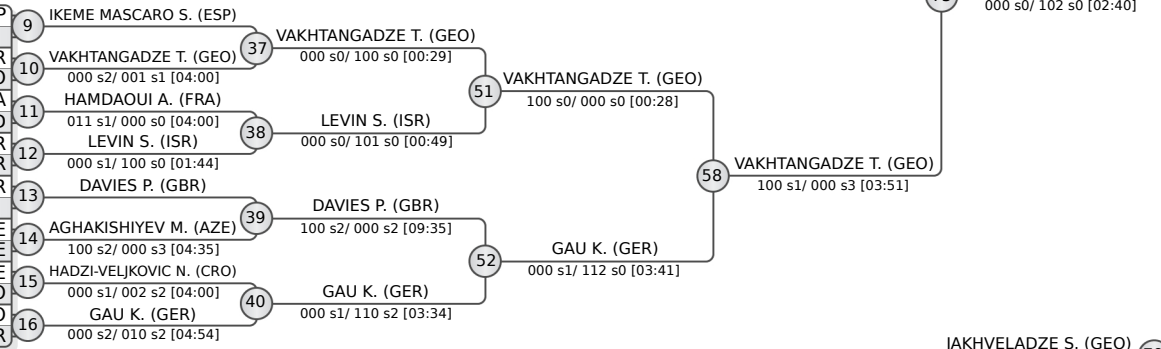 000 s0/ 102 s0 [02:40]
9
IKEME MASCARO S. (ESP)
37
VAKHTANGADZE T. (GEO)
000 s0/ 100 s0 [00:29]
10
VAKHTANGADZE T. (GEO)
000 s2/ 001 s1 [04:00]
51
VAKHTANGADZE T. (GEO)
100 s0/ 000 s0 [00:28]
11
HAMDAOUI A. (FRA)
011 s1/ 000 s0 [04:00]
38
LEVIN S. (ISR)
000 s0/ 101 s0 [00:49]
12
LEVIN S. (ISR)
000 s1/ 100 s0 [01:44]
58
VAKHTANGADZE T. (GEO)
100 s1/ 000 s3 [03:51]
13
DAVIES P. (GBR)
39
DAVIES P. (GBR)
100 s2/ 000 s2 [09:35]
14
AGHAKISHIYEV M. (AZE)
100 s2/ 000 s3 [04:35]
52
GAU K. (GER)
000 s1/ 112 s0 [03:41]
15
HADZI-VELJKOVIC N. (CRO)
000 s1/ 002 s2 [04:00]
40
GAU K. (GER)
000 s1/ 110 s2 [03:34]
16
GAU K. (GER)
000 s2/ 010 s2 [04:54]
S. (GEO)